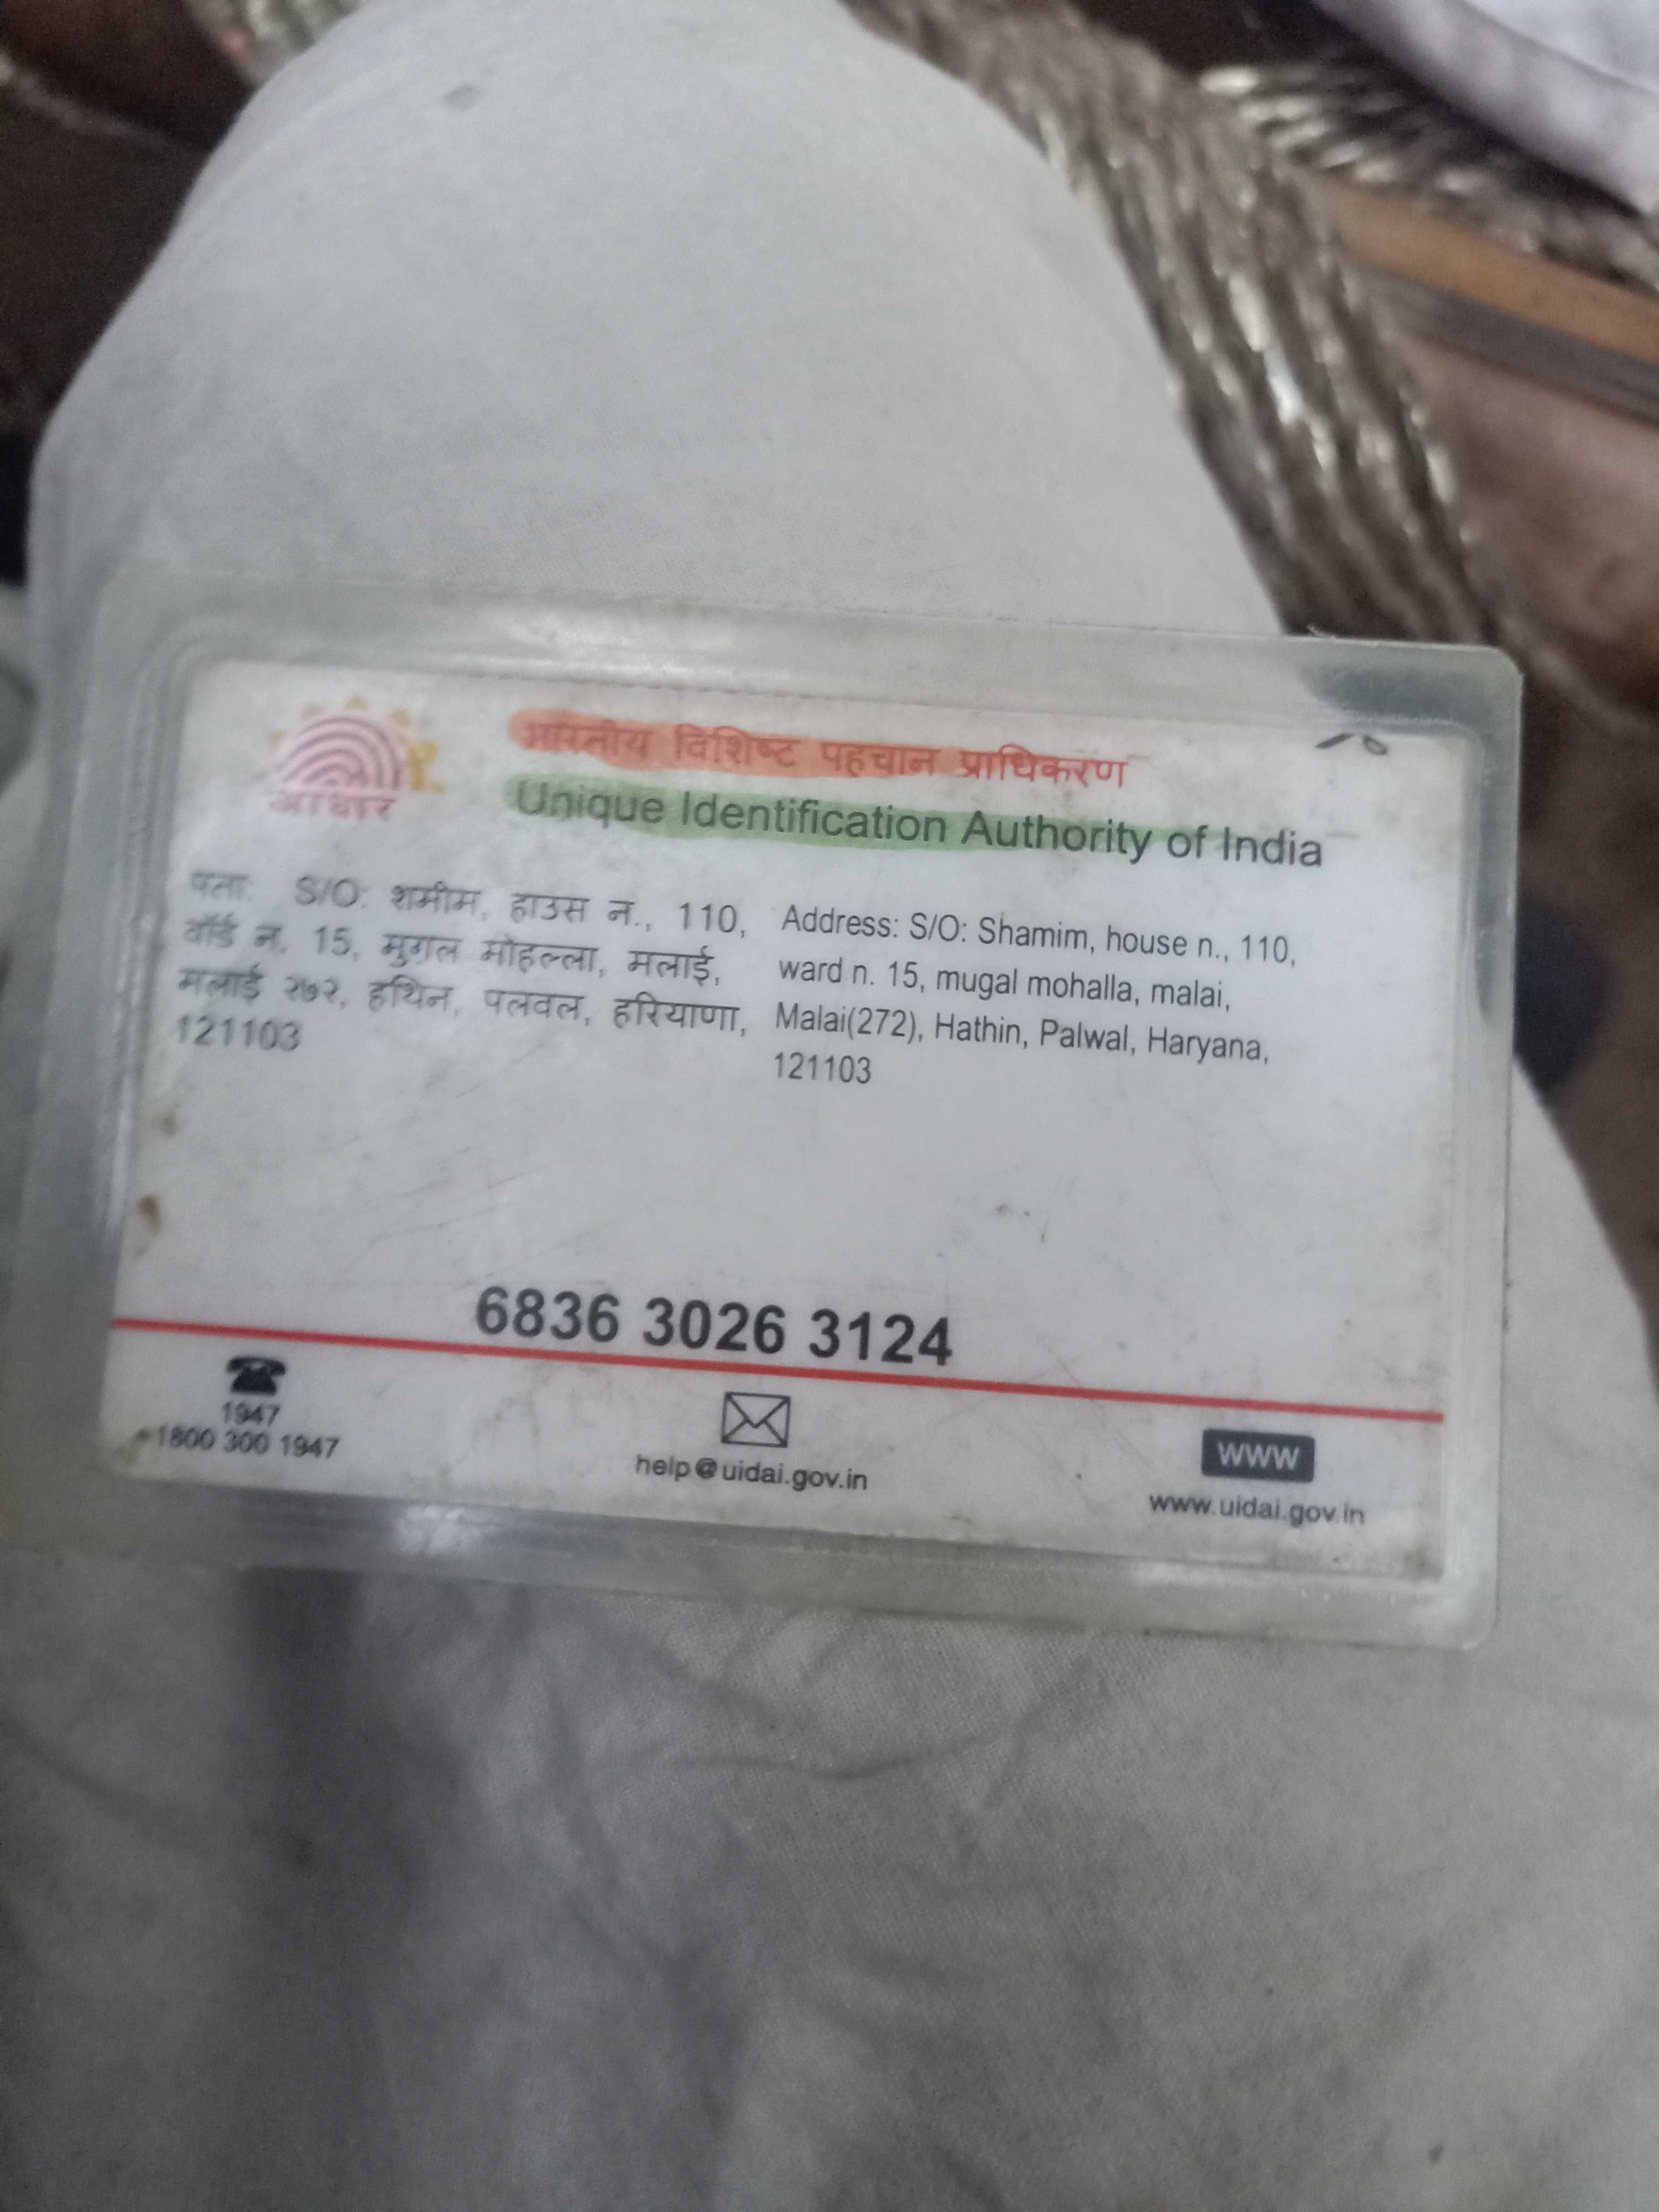 आधार
भारतीय विशिष्ट पहचान प्राधिकरण
Unique Identification Authority of India
पता: S/O: शमीम, हाउस न., 110,
वॉर्ड न. 15, मुग़ल मोहल्ला, मलाई,
मलाई २७२, हथिन, पलवल, हरियाणा,
121103
Address: S/O: Shamim, house n., 110,
ward n. 15, mugal mohalla, malai,
Malai(272), Hathin, Palwal, Haryana,
121103
6836 3026 3124
1947
1800 300 1947
help@uidai.gov.in
WWW
www.uidai.gov.in